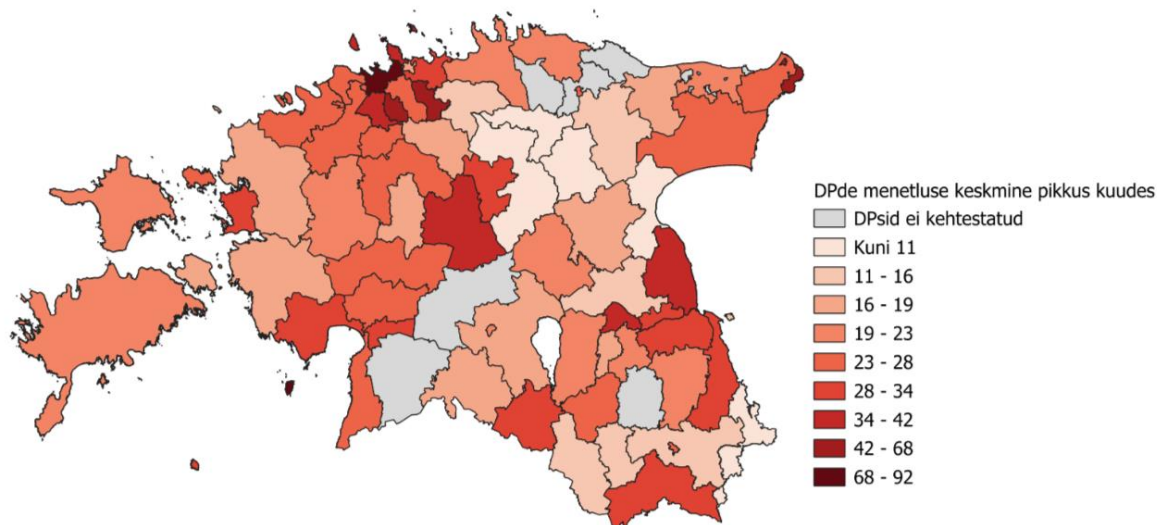 DPde menetluse keskmine pikkus kuudes
DPsid ei kehtestatud
Kuni 11
11 - 16
16 - 19
19 - 23
23 - 28
28 - 34
34 - 42
42 - 68
68 - 92